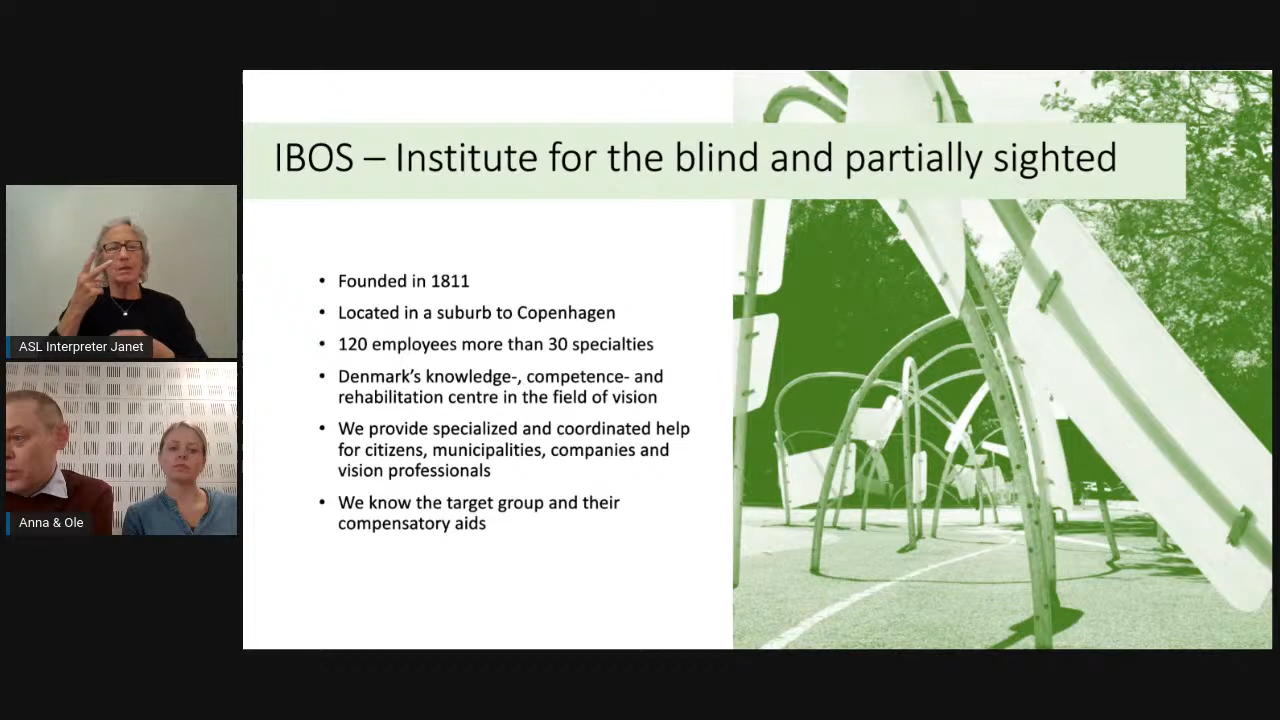 IBOS – Institute for the blind and partially sighted
• Founded in 1811
• Located in a suburb to Copenhagen
• 120 employees more than 30 specialties
• Denmark’s knowledge-, competence- and
rehabilitation centre in the field of vision
• We provide specialized and coordinated help
for citizens, municipalities, companies and
vision professionals
• We know the target group and their
compensatory aids
ASL Interpreter Janet
Anna & Ole